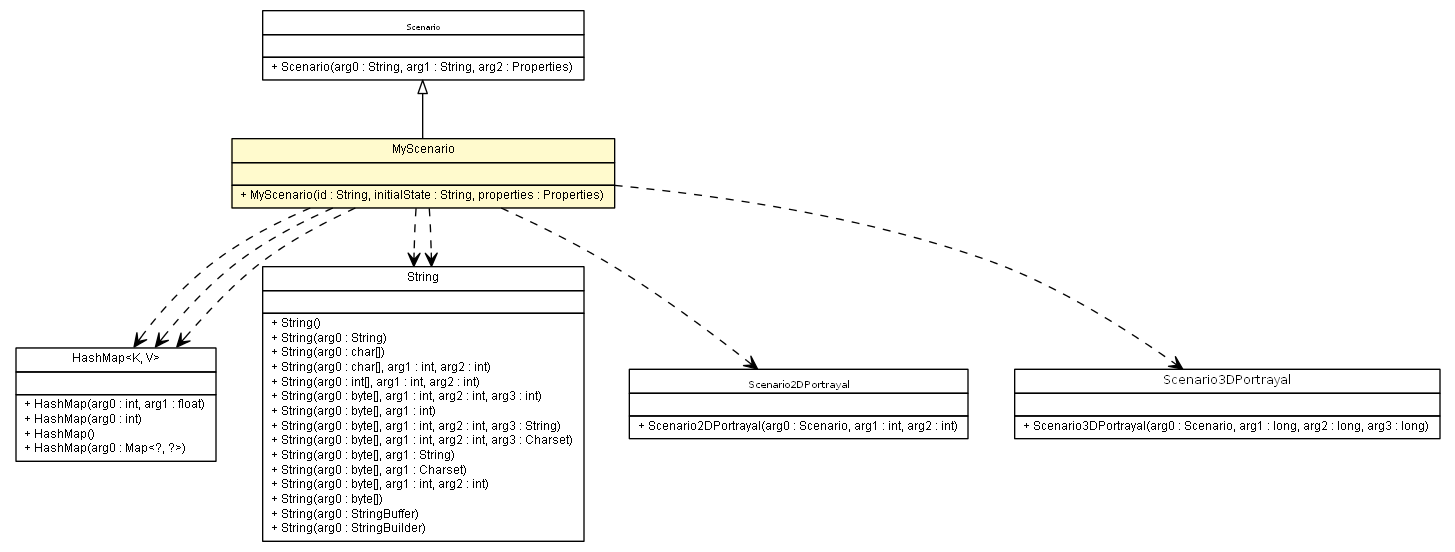 Scenario
+ Scenario(arg0 : String, arg1 : String, arg2 : Properties)
MyScenario
+ MyScenario(id : String, initialState : String, properties : Properties)
HashMap<K, V>
+ HashMap(arg0 : int, arg1 : float)
+ HashMap(arg0 : int)
+ HashMap()
+ HashMap(arg0 : Map<?, ?>)
String
+ String()
+ String(arg0 : String)
+ String(arg0 : char[])
+ String(arg0 : char[], arg1 : int, arg2 : int)
+ String(arg0 : int[], arg1 : int, arg2 : int)
+ String(arg0 : byte[], arg1 : int, arg2 : int, arg3 : int)
+ String(arg0 : byte[], arg1 : int)
+ String(arg0 : byte[], arg1 : int, arg2 : int, arg3 : String)
+ String(arg0 : byte[], arg1 : int, arg2 : int, arg3 : Charset)
+ String(arg0 : byte[], arg1 : String)
+ String(arg0 : byte[], arg1 : Charset)
+ String(arg0 : byte[], arg1 : int, arg2 : int)
+ String(arg0 : byte[])
+ String(arg0 : StringBuffer)
+ String(arg0 : StringBuilder)
Scenario2DPortrayal
+ Scenario2DPortrayal(arg0 : Scenario, arg1 : int, arg2 : int)
Scenario3DPortrayal
+ Scenario3DPortrayal(arg0 : Scenario, arg1 : long, arg2 : long, arg3 : long)